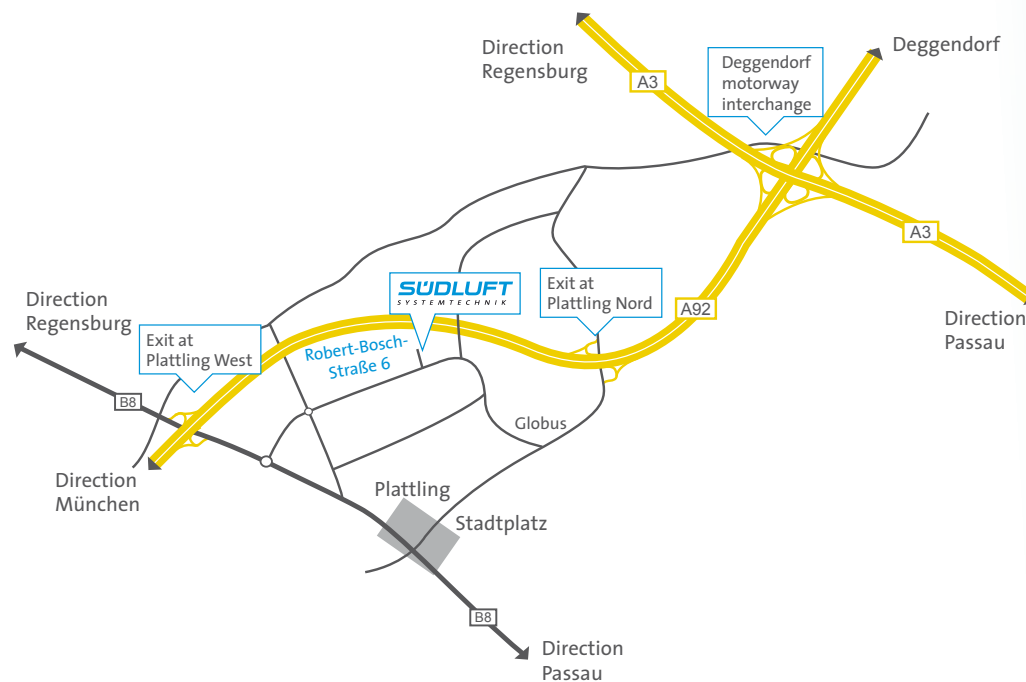 Direction
Regensburg
A3
Deggendorf
motorway
interchange
Deggendorf
A3
Direction
Passau
Direction
Regensburg
Exit at
Plattling West
SÜDLUFT
SYSTEMTECHNIK
Robert-Bosch-
Straße 6
Exit at
Plattling Nord
A92
B8
Direction
München
Globus
Plattling
Stadtplatz
B8
Direction
Passau